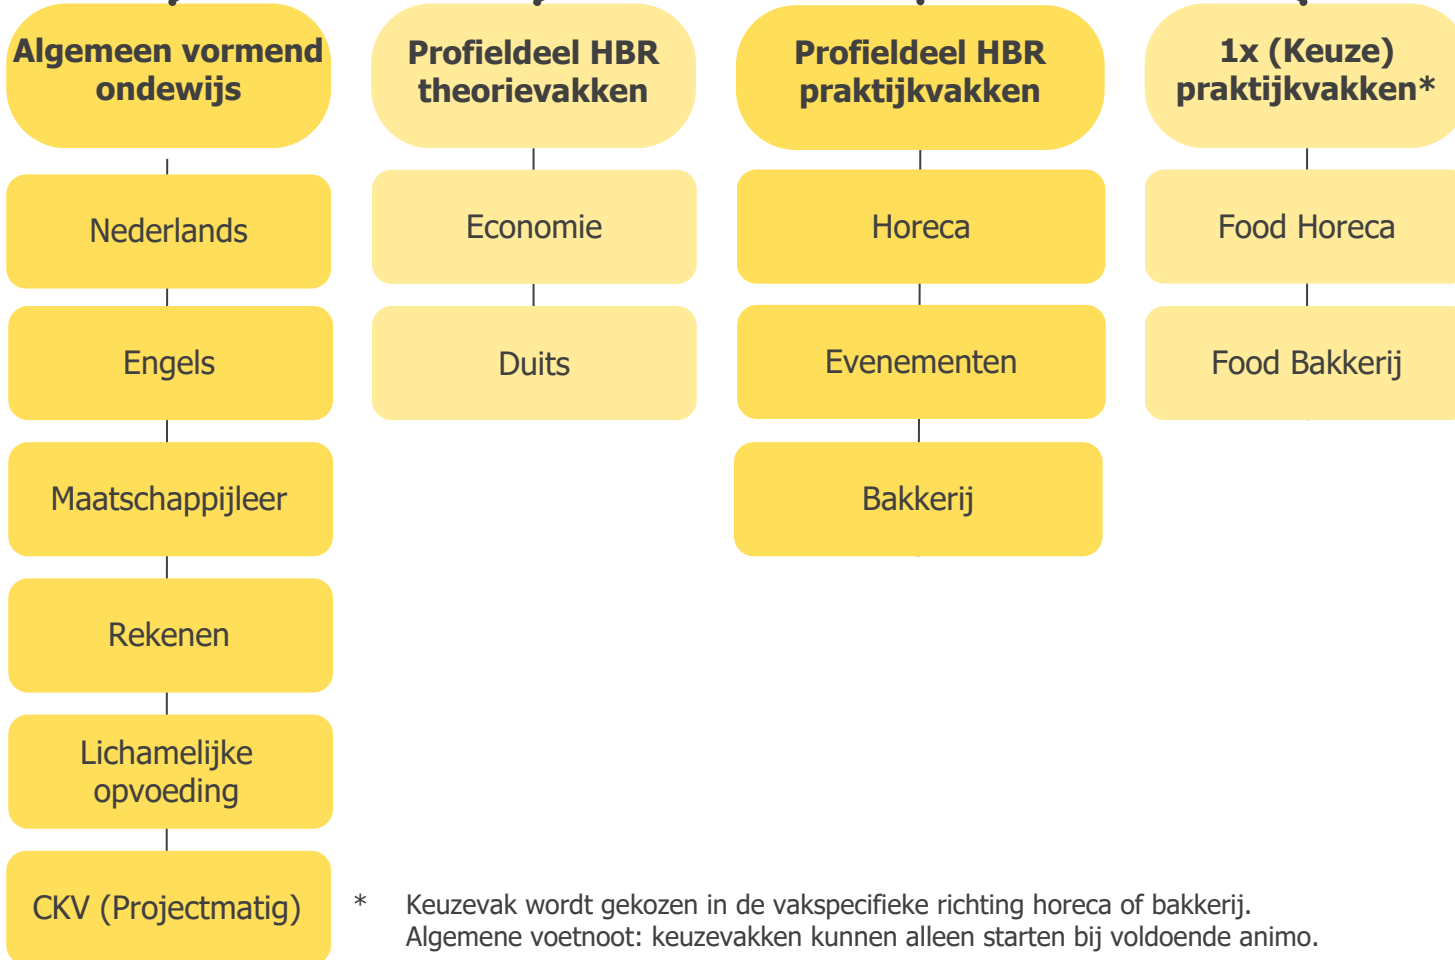 Algemeen vormend
ondewijs
Nederlands
Engels
Maatschappijleer
Rekenen
Lichamelijke
opvoeding
CKV (Projectmatig)
Profieldeel HBR
theorievakken
Economie
Duits
Profieldeel HBR
praktijkvakken
Horeca
Evenementen
Bakkerij
1x (Keuze)
praktijkvakken*
Food Horeca
Food Bakkerij
* Keuzevak wordt gekozen in de vakspecifieke richting horeca of bakkerij.
Algemene voetnoot: keuzevakken kunnen alleen starten bij voldoende animo.